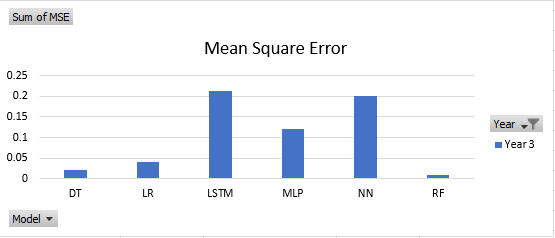 Sum of MSE
Mean Square Error
0.25
0.2
0.15
0.1
0.05
0
DT LR LSTM MLP NN RF
Year
Year 3
Model